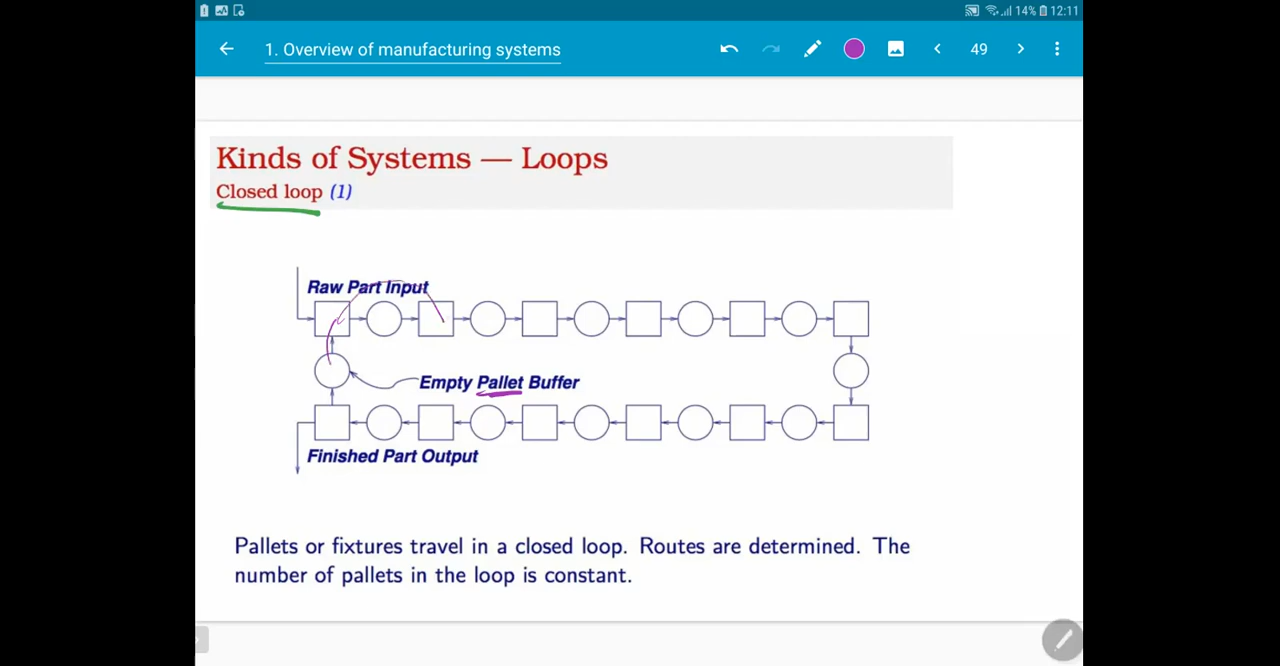 14% 12:11
1. Overview of manufacturing systems
49
Kinds of Systems — Loops
Closed loop (1)
Raw Part Input
Empty Pallet Buffer
Finished Part Output
Pallets or fixtures travel in a closed loop. Routes are determined. The
number of pallets in the loop is constant.